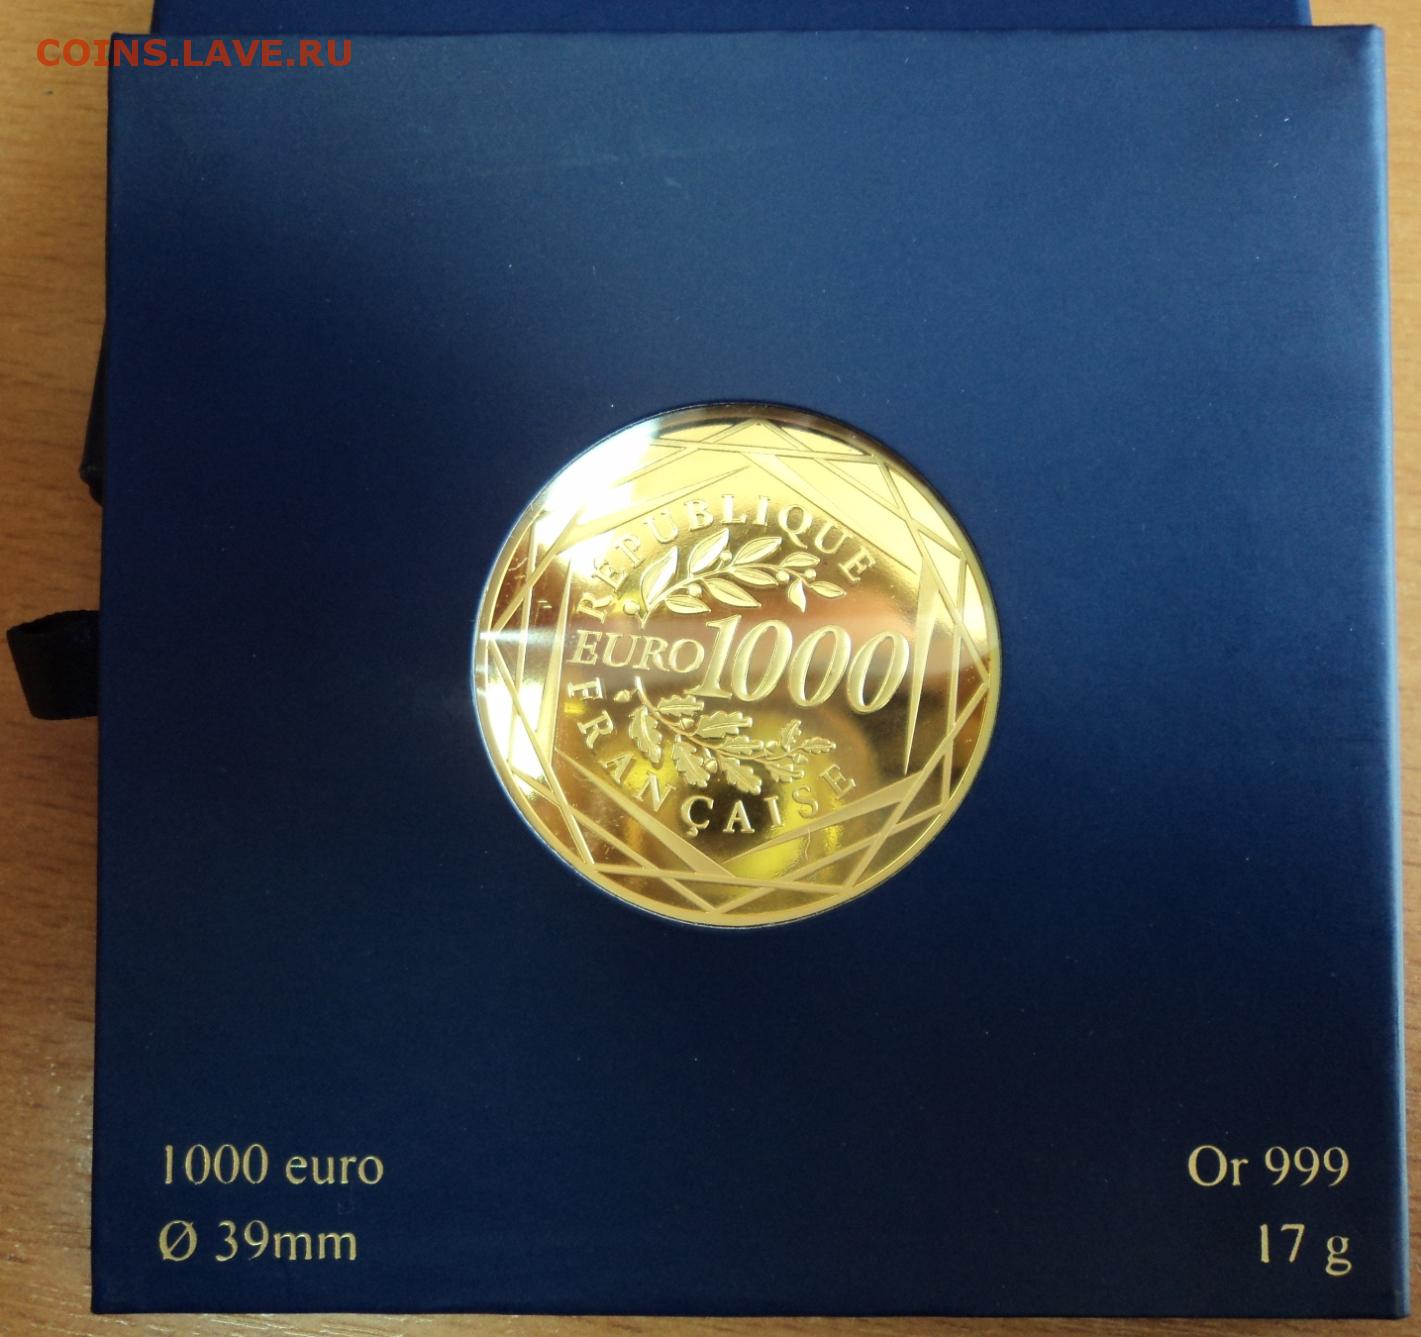 COINS.LAVE.RU
RÉPUBLIQUE
EURO 1000
FRANÇAISE
1000 euro
Ø 39mm
Or 999
17 g